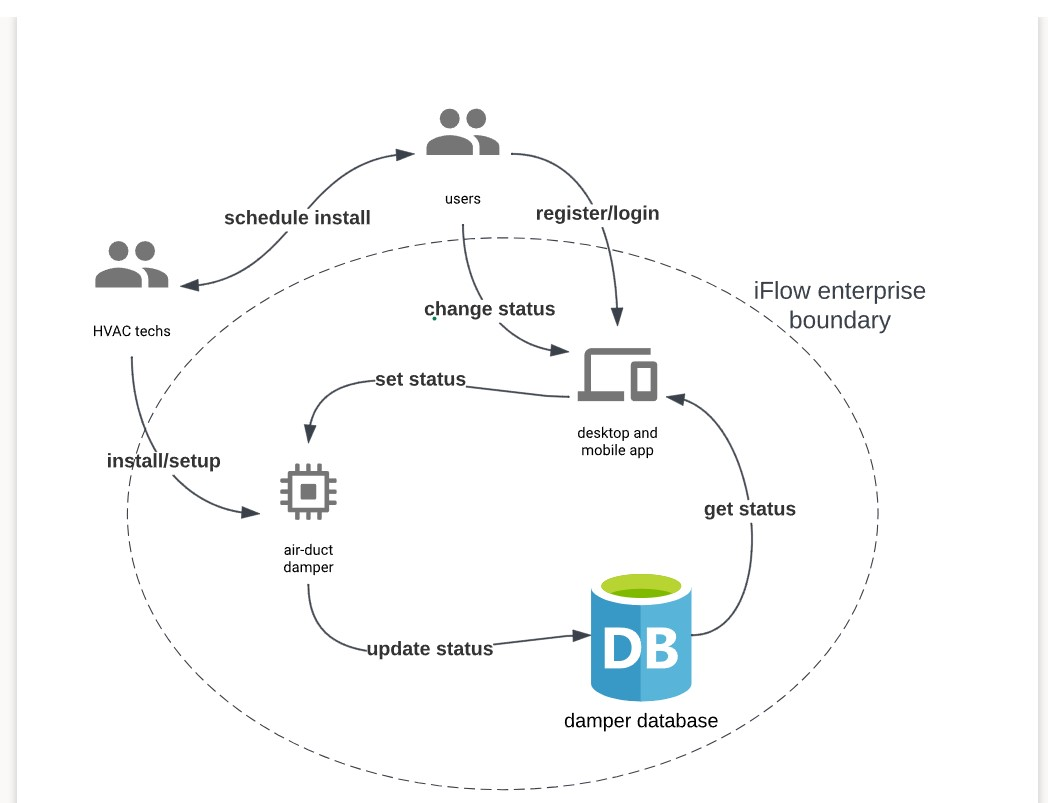 users
schedule install
register/login
HVAC techs
iFlow enterprise
boundary
change status
set status
desktop and
mobile app
install/setup
get status
air-duct
damper
update status
DB
damper database